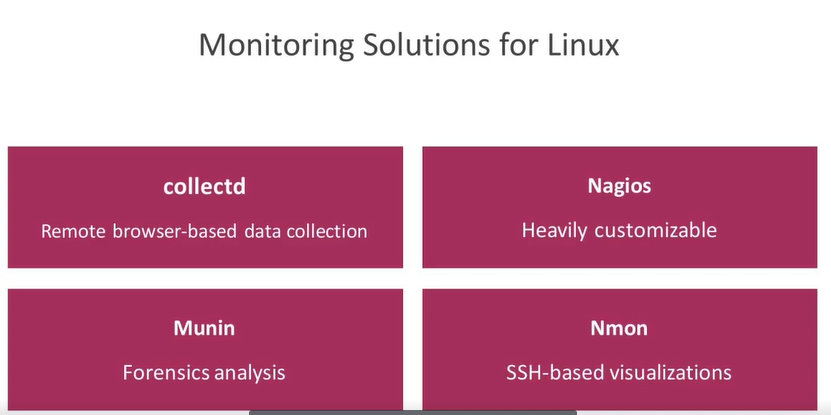 Monitoring Solutions for Linux
collectd
Remote browser-based data collection
Nagios
Heavily customizable
Munin
Forensics analysis
Nmon
SSH-based visualizations